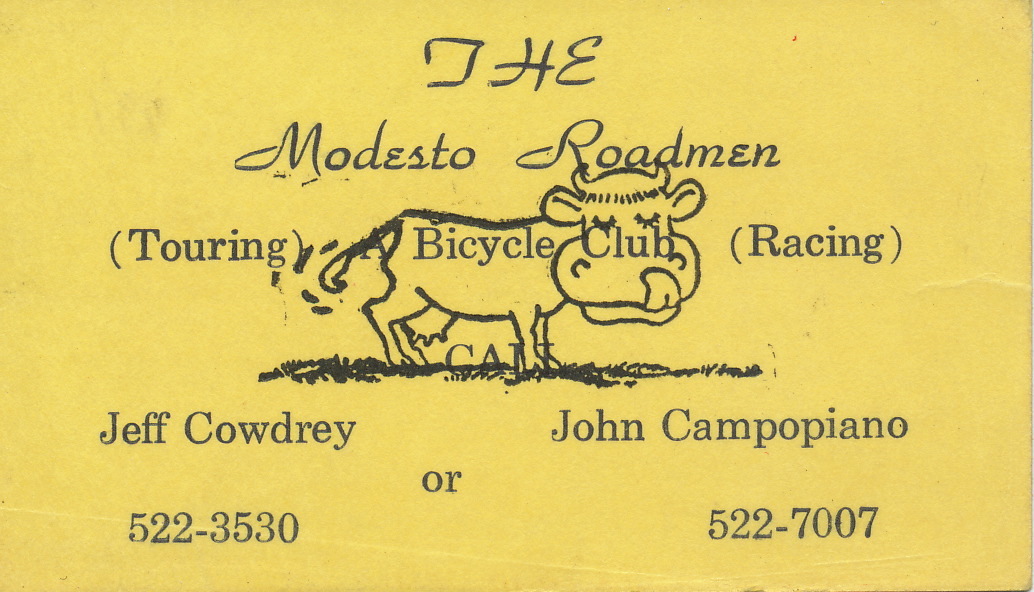 THE
Modesto Roadmen
(Touring) A Bicycle Club (Racing)
CALL
Jeff Cowdrey John Campopiano
or
522-3530 522-7007